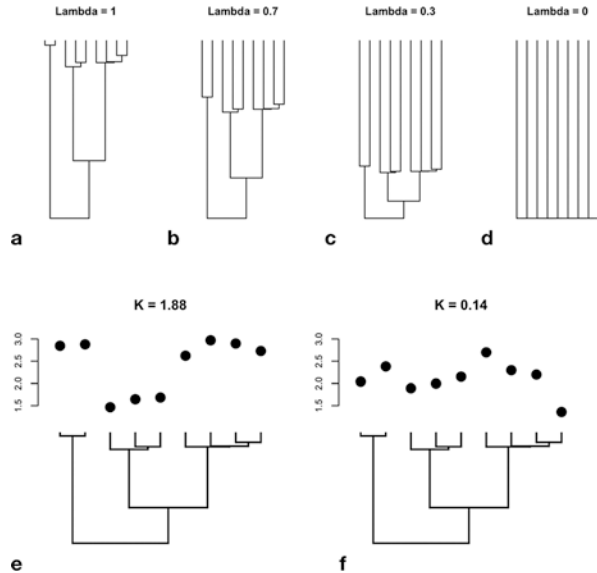 Lambda = 1 Lambda = 0.7 Lambda = 0.3 Lambda = 0
a b c d
K = 1.88 K = 0.14
3.0 3.0
2.5 2.5
2.0 2.0
1.5 1.5
e f